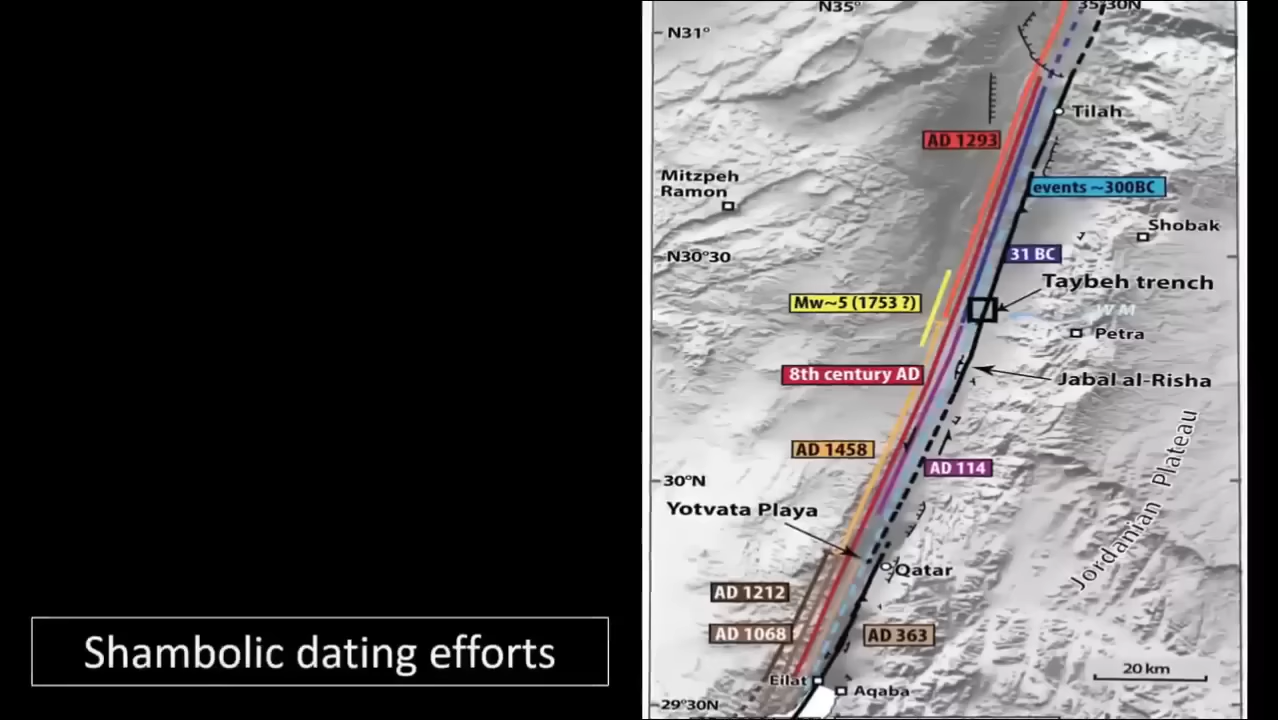 N35°
35°30N
N31°
Tilah
AD 1293
Mitzpeh
Ramon
events ~300BC
Shobak
N30°30
31 BC
Taybeh trench
Mw~5 (1753 ?)
W M
Petra
8th century AD
Jabal al-Risha
AD 1458
AD 114
30°N
Jordanian Plateau
Yotvata Playa
Qatar
AD 1212
AD 1068
AD 363
Shambolic dating efforts
20 km
Eilat
Aqaba
29°30N